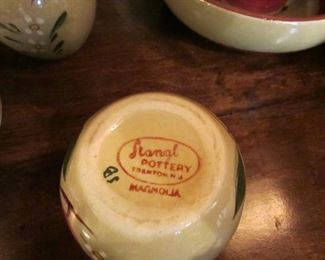 Stangl
POTTERY
TRENTON, N.J.
MAGNOLIA